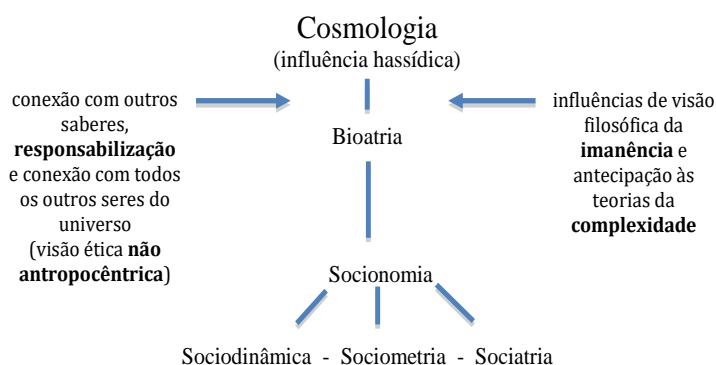 Cosmologia
(influência hassídica)
conexão com outros
saberes,
responsabilização
e conexão com todos
os outros seres do
universo
(visão ética não
antropocêntrica)
Bioatria
influências de visão
filosófica da
imanência e
antecipação às
teorias da
complexidade
Socionomia
Sociodinâmica - Sociometria - Sociatria